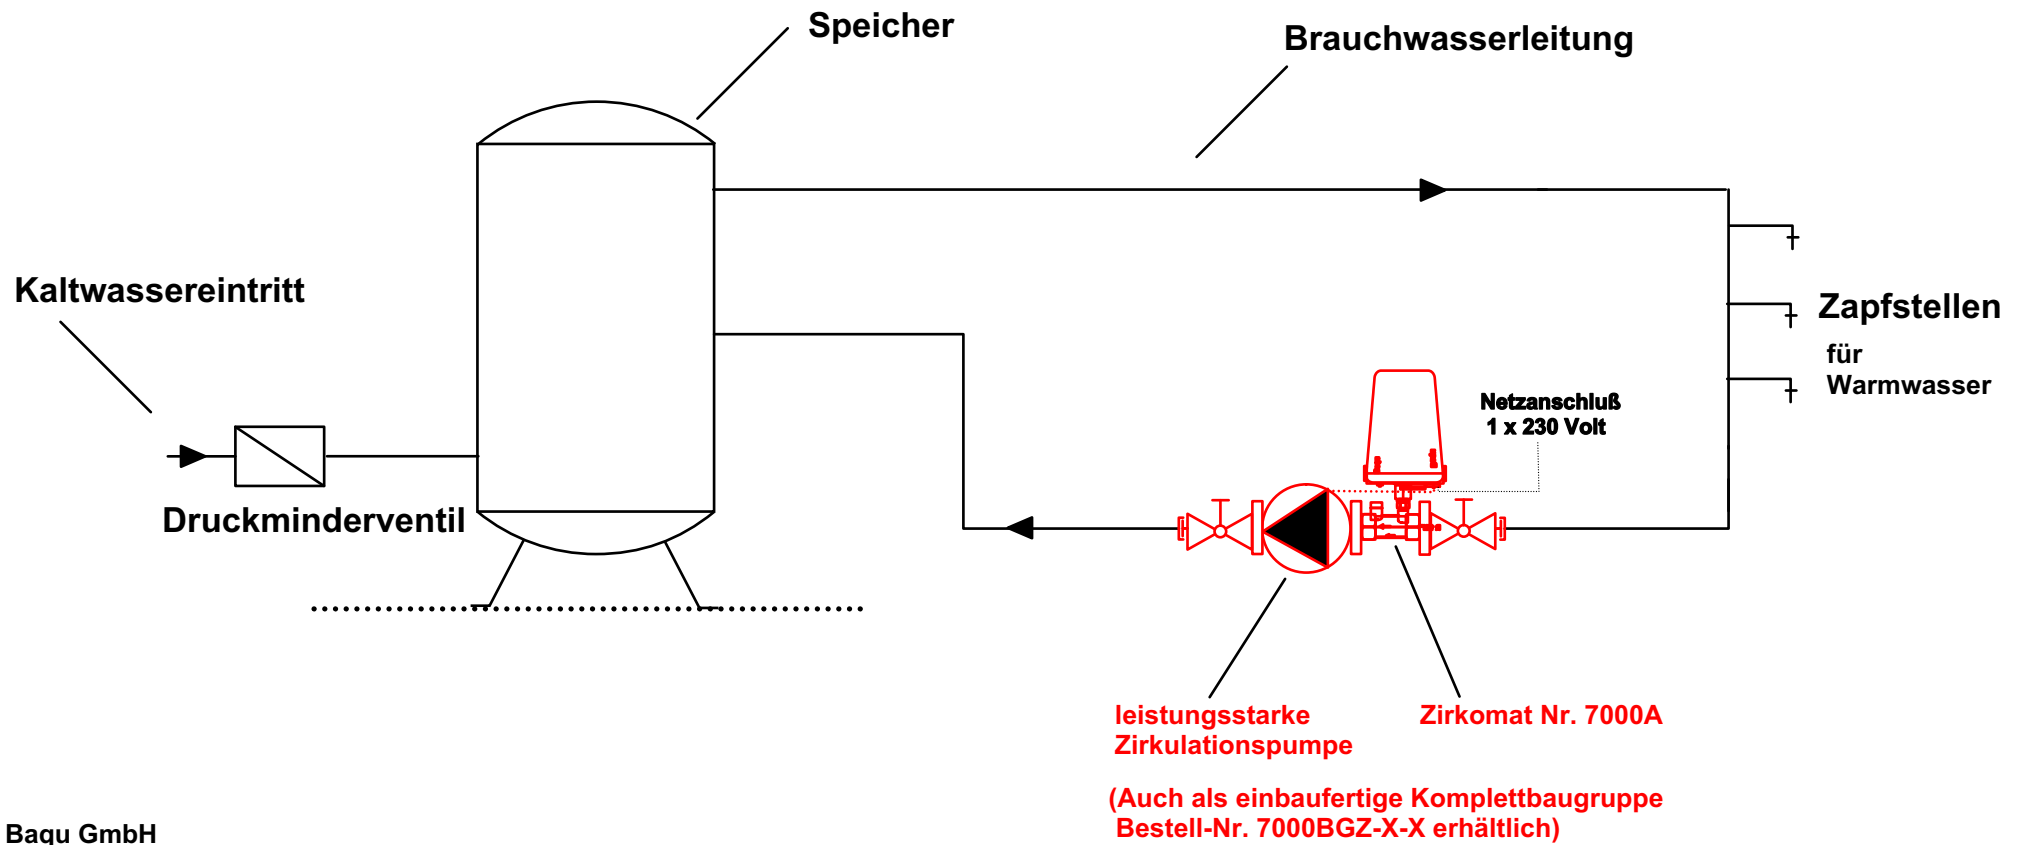 Speicher
Brauchwasserleitung
Kaltwassereintritt
Zapfstellen
für
Warmwasser
Netzanschluß
1 x 230 Volt
Druckminderventil
leistungsstarke
Zirkulationspumpe
Zirkomat Nr. 7000A
(Auch als einbaufertige Komplettbaugruppe
Bestell-Nr. 7000BGZ-X-X erhältlich)
Baqu GmbH